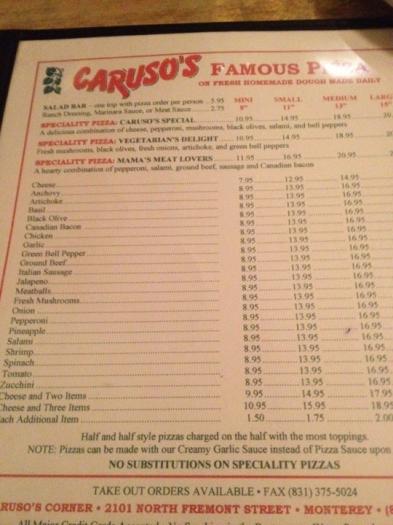 CARUSO'S FAMOUS
ON FRESH HOMEMADE DOUGH MADE DAILY
SALAD BAR – one trip with pizza order per person ... 5.95 MINI SMALL MEDIUM LARG
Ranch Dressing, Marinara Sauce, or Meat Sauce ... 2.75 8" 11" 13" 15"
SPECIALITY PIZZA: CARUSO'S SPECIAL 10.95 14.95 18.95
A delicious combination of cheese, pepperoni, mushrooms, black olives, salami, and bell peppers
SPECIALITY PIZZA: VEGETARIAN'S DELIGHT 10.95 14.95 18.95
Fresh mushrooms, black olives, fresh onions, artichoke, and green bell peppers
SPECIALITY PIZZA: MAMA'S MEAT LOVERS 11.95 16.95 20.95
A hearty combination of pepperoni, salami, ground beef, sausage and Canadian bacon
Cheese 7.95 12.95 14.95
Anchovy 8.95 13.95 16.95
Artichoke 8.95 13.95 16.95
Basil 8.95 13.95 16.95
Black Olive 8.95 13.95 16.95
Canadian Bacon 8.95 13.95 16.95
Chicken 8.95 13.95 16.95
Garlic 8.95 13.95 16.95
Green Bell Pepper 8.95 13.95 16.95
Ground Beef 8.95 13.95 16.95
Italian Sausage 8.95 13.95 16.95
Jalapeno 8.95 13.95 16.95
Meatballs 8.95 13.95 16.95
Fresh Mushrooms 8.95 13.95 16.95
Onion 8.95 13.95 16.95
Pepperoni 8.95 13.95 16.95
Pineapple 8.95 13.95 16.95
Salami 8.95 13.95 16.95
Shrimp 8.95 13.95 16.95
Spinach 8.95 13.95 16.95
Tomato 8.95 13.95 16.95
Zucchini 8.95 13.95 16.95
Cheese and Two Items 9.95 14.95 17.95
Cheese and Three Items 10.95 15.95 18.95
ach Additional Item 1.50 1.75 2.00
Half and half style pizzas charged on the half with the most toppings.
NOTE: Pizzas can be made with our Creamy Garlic Sauce instead of Pizza Sauce upon
NO SUBSTITUTIONS ON SPECIALITY PIZZAS
TAKE OUT ORDERS AVAILABLE • FAX (831) 375-5024
RUSO'S CORNER • 2101 NORTH FREMONT STREET • MONTEREY • (8